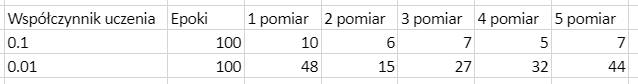 Współczynnik uczenia Epoki 1 pomiar 2 pomiar 3 pomiar 4 pomiar 5 pomiar
0.1 100 10 6 7 5 7
0.01 100 48 15 27 32 44